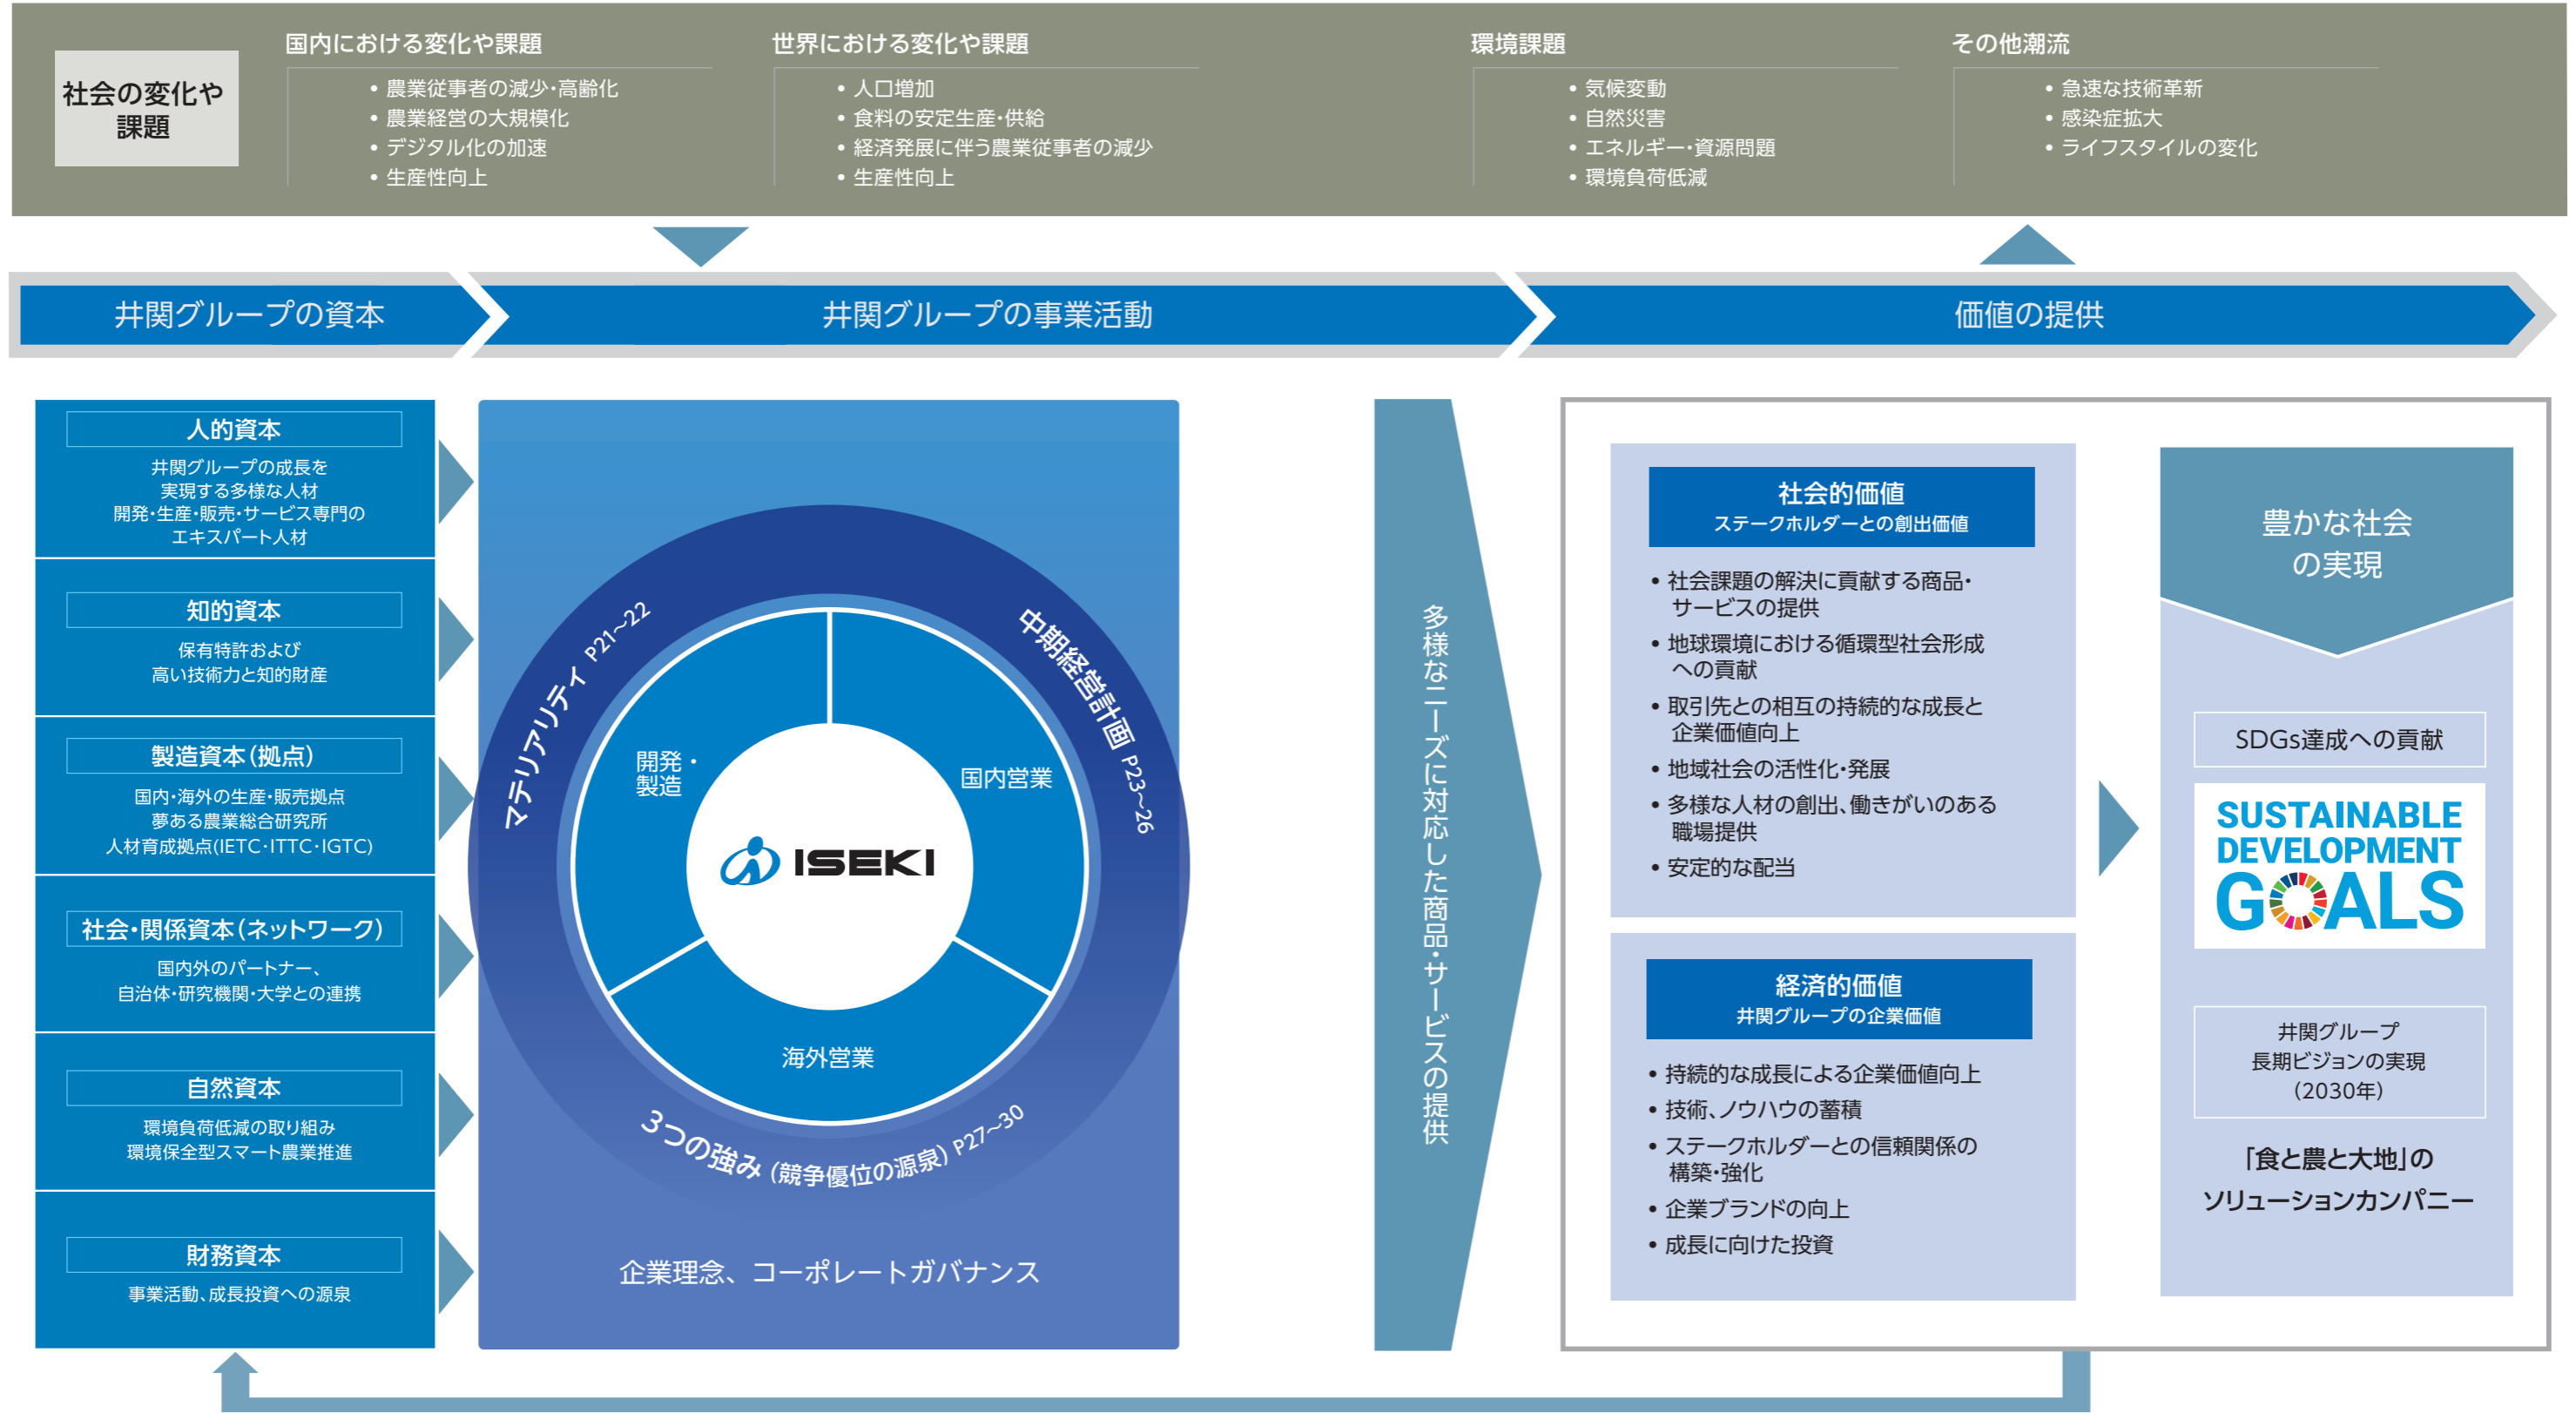 社会の変化や
課題
国内における変化や課題
• 農業従事者の減少・高齢化
• 農業経営の大規模化
• デジタル化の加速
• 生産性向上
世界における変化や課題
• 人口増加
• 食料の安定生産・供給
• 経済発展に伴う農業従事者の減少
• 生産性向上
環境課題
• 気候変動
• 自然災害
• エネルギー・資源問題
• 環境負荷低減
その他潮流
• 急速な技術革新
• 感染症拡大
• ライフスタイルの変化
井関グループの資本
井関グループの事業活動
価値の提供
人的資本
井関グループの成長を
実現する多様な人材
開発・生産・販売・サービス専門の
エキスパート人材
知的資本
保有特許および
高い技術力と知的財産
製造資本（拠点）
国内・海外の生産・販売拠点
夢ある農業総合研究所
人材育成拠点(IETC・ITTC・IGTC)
社会・関係資本（ネットワーク）
国内外のパートナー、
自治体・研究機関・大学との連携
自然資本
環境負荷低減の取り組み
環境保全型スマート農業推進
財務資本
事業活動、成長投資への源泉
マテリアリティ P21～22
中期経営計画 P23～26
開発・
製造
国内営業
ISEKI
海外営業
3つの強み（競争優位の源泉）P27～30
企業理念、コーポレートガバナンス
多様なニーズに対応した商品・サービスの提供
社会的価値
ステークホルダーとの創出価値
• 社会課題の解決に貢献する商品・
サービスの提供
• 地球環境における循環型社会形成
への貢献
• 取引先との相互の持続的な成長と
企業価値向上
• 地域社会の活性化・発展
• 多様な人材の創出、働きがいのある
職場提供
• 安定的な配当
経済的価値
井関グループの企業価値
• 持続的な成長による企業価値向上
• 技術、ノウハウの蓄積
• ステークホルダーとの信頼関係の
構築・強化
• 企業ブランドの向上
• 成長に向けた投資
豊かな社会
の実現
SDGs達成への貢献
SUSTAINABLE
DEVELOPMENT
GOALS
井関グループ
長期ビジョンの実現
（2030年）
「食と農と大地」の
ソリューションカンパニー